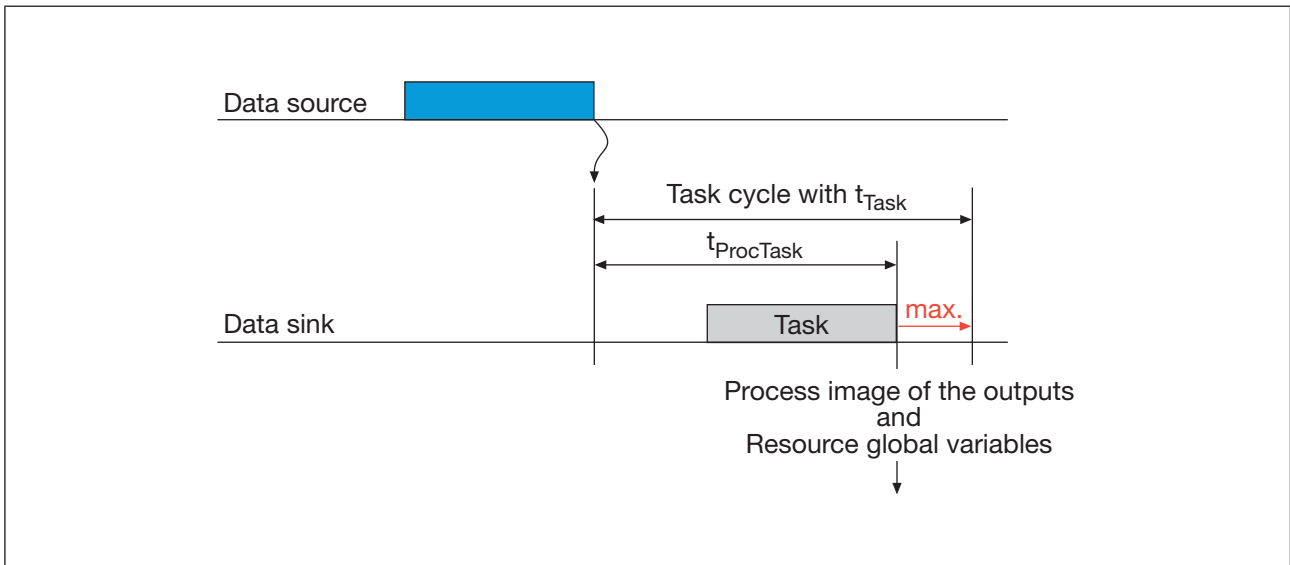 Data source
Task cycle with tTask
tProcTask
Data sink
Task
max.
Process image of the outputs
and
Resource global variables